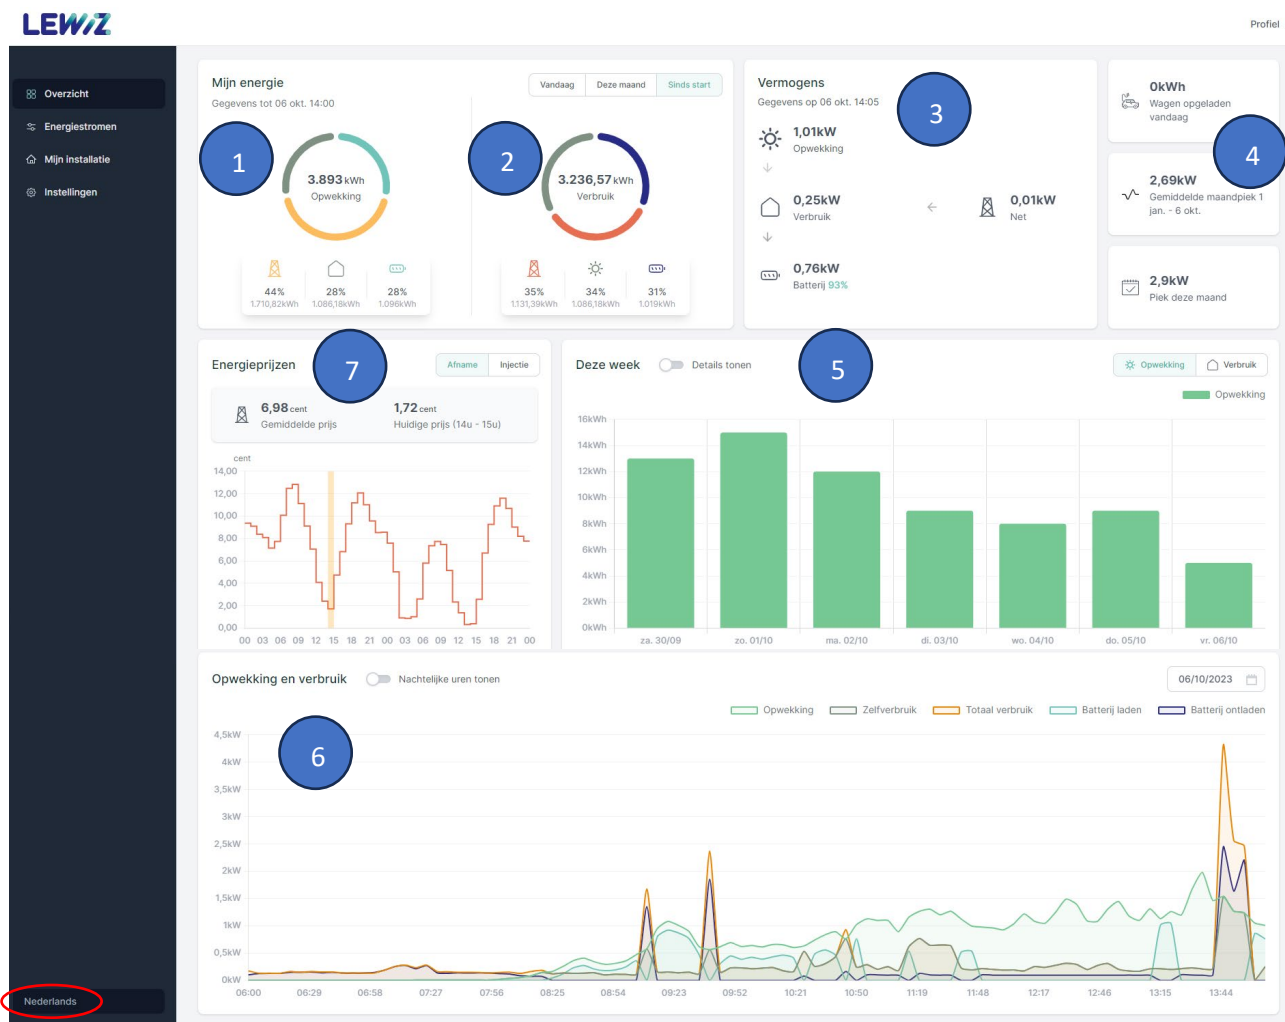 LEWIZ
Profiel
Overzicht
Energiestromen
Mijn installatie
Instellingen
Nederlands
Mijn energie
Vandaag Deze maand Sinds start
Gegevens tot 06 okt. 14:00
1
3.893 kWh
Opwekking
44% 28% 28%
1.710,82kWh 1.086,18kWh 1.096kWh
2
3.236,57 kWh
Verbruik
35% 34% 31%
1.131,39kWh 1.086,18kWh 1.019kWh
Vermogens
Gegevens op 06 okt. 14:05
3
1,01kW
Opwekking
0,25kW
Verbruik
0,01kW
Net
0,76kW
Batterij 93%
0kWh
Wagen opgeladen
vandaag
4
2,69kW
Gemiddelde maandpiek 1
jan. - 6 okt.
2,9kW
Piek deze maand
Energieprijzen
7
Afname Injectie
6,98 cent
Gemiddelde prijs
1,72 cent
Huidige prijs (14u - 15u)
cent
14,00
12,00
10,00
8,00
6,00
4,00
2,00
0,00
00 03 06 09 12 15 18 21 00 03 06 09 12 15 18 21 00
Deze week Details tonen
5
Opwekking Verbruik
Opwekking
16kWh
14kWh
12kWh
10kWh
8kWh
6kWh
4kWh
2kWh
0kWh
za. 30/09 zo. 01/10 ma. 02/10 di. 03/10 wo. 04/10 do. 05/10 vr. 06/10
Opwekking en verbruik Nachtelijke uren tonen
06/10/2023
Opwekking Zelfverbruik Totaal verbruik Batterij laden Batterij ontladen
6
4,5kW
4kW
3,5kW
3kW
2,5kW
2kW
1,5kW
1kW
0,5kW
0kW
06:00 06:29 06:58 07:27 07:56 08:25 08:54 09:23 09:52 10:21 10:50 11:19 11:48 12:17 12:46 13:15 13:44